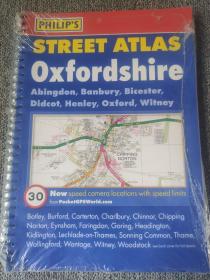 PHILIP'S
STREET ATLAS
Oxfordshire
Abingdon, Banbury, Bicester,
Didcot, Henley, Oxford, Witney
CHIPPING
NORTON
30
New speed camera locations with speed limits
from PocketGPSWorld.com
Botley, Burford, Carterton, Charlbury, Chinnor, Chipping
Norton, Eynsham, Faringdon, Goring, Headington,
Kidlington, Lechlade-on-Thames, Sonning Common, Thame,
Wallingford, Wantage, Witney, Woodstock